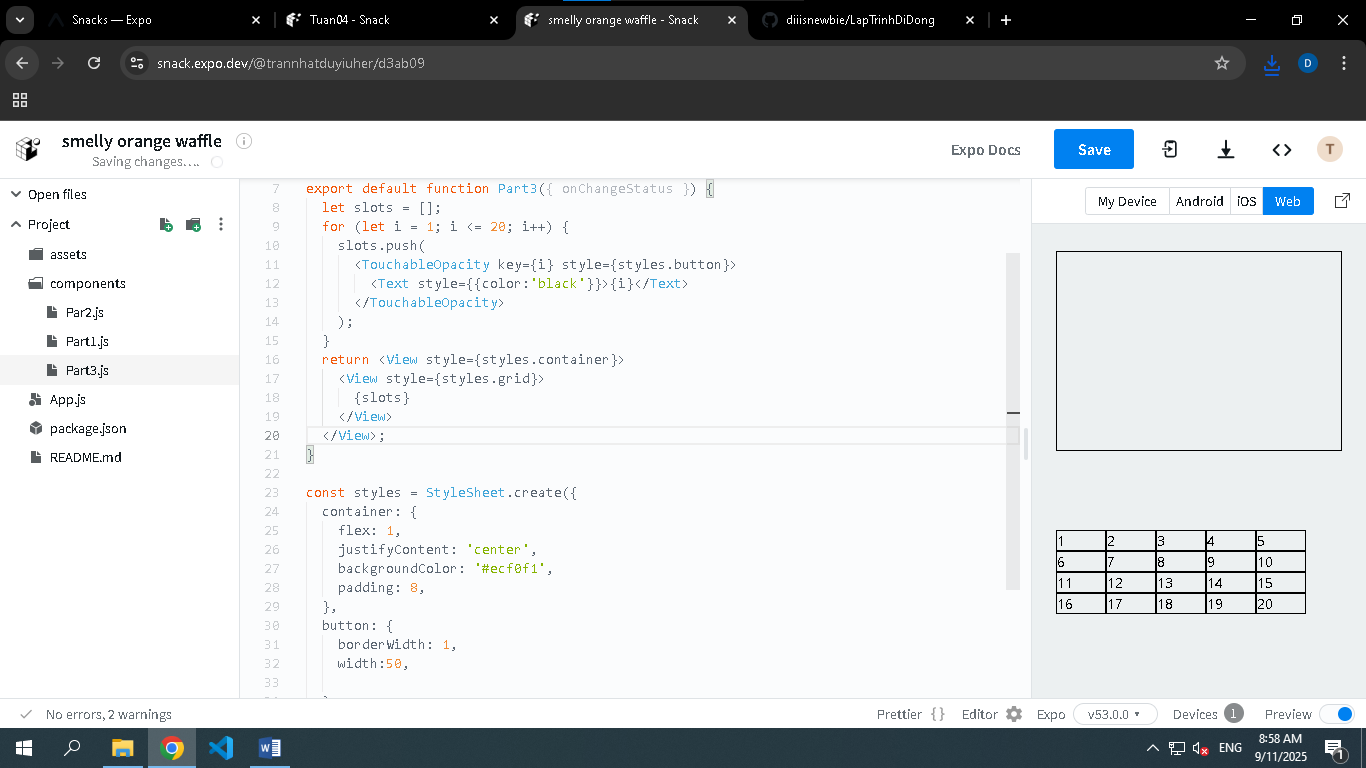 Snacks — Expo
Tuan04 - Snack
smelly orange waffle - Snack
diiisnewbie/LapTrinhDiDong
snack.expo.dev/@trannhatduyiuher/d3ab09
D
smelly orange waffle
Saving changes....
Expo Docs
Save
T
Open files
Project
assets
components
Par2.js
Part1.js
Part3.js
App.js
package.json
README.md
7 export default function Part3({ onChangeStatus }) {
8 let slots = [];
9 for (let i = 1; i <= 20; i++) {
10 slots.push(
11 <TouchableOpacity key={i} style={styles.button}>
12 <Text style={{color:'black'}}>{i}</Text>
13 </TouchableOpacity>
14 );
15 }
16 return <View style={styles.container}>
17 <View style={styles.grid}>
18 {slots}
19 </View>
20 </View>;
21 }
22
23 const styles = StyleSheet.create({
24 container: {
25 flex: 1,
26 justifyContent: 'center',
27 backgroundColor: '#ecf0f1',
28 padding: 8,
29 },
30 button: {
31 borderWidth: 1,
32 width:50,
33
My Device Android iOS Web
1 2 3 4 5
6 7 8 9 10
11 12 13 14 15
16 17 18 19 20
No errors, 2 warnings
Prettier {} Editor Expo v53.0.0 Devices 1 Preview
ENG
8:58 AM
9/11/2025
1